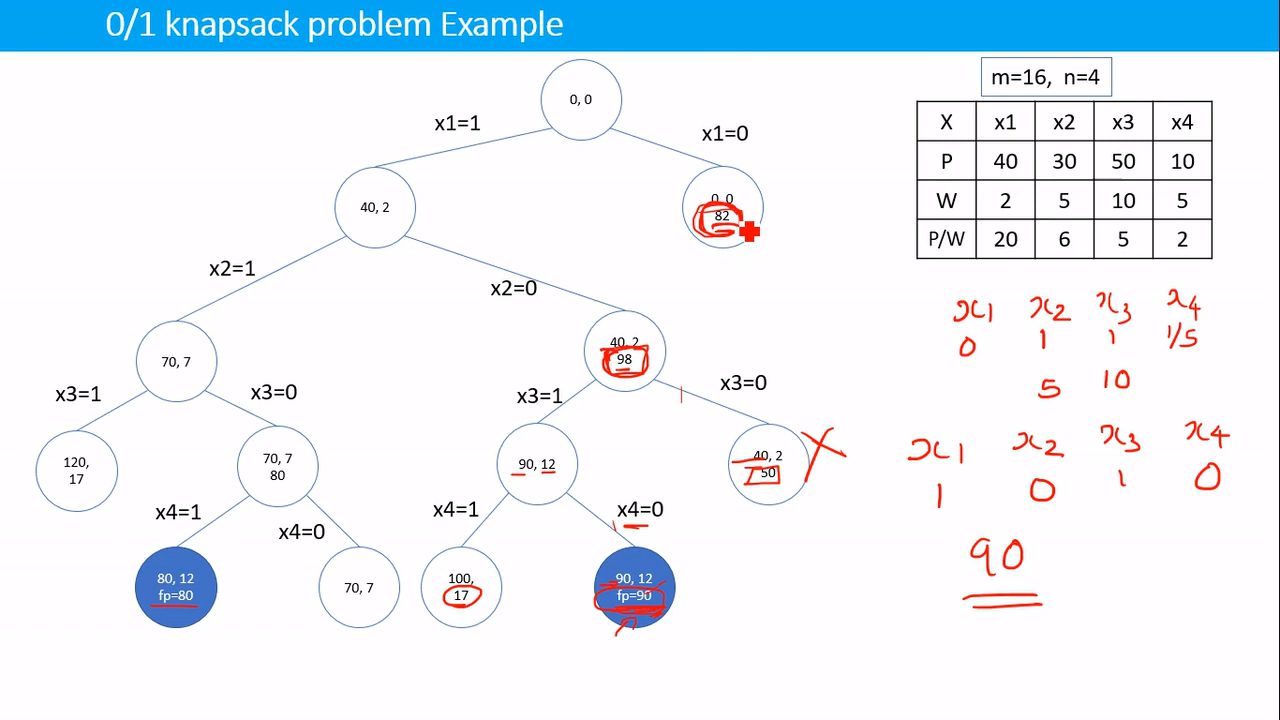 0/1 knapsack problem Example
m=16, n=4
X x1 x2 x3 x4
P 40 30 50 10
W 2 5 10 5
P/W 20 6 5 2
0, 0
x1=1
x1=0
40, 2
0, 0
82
x2=1
x2=0
70, 7
40, 2
98
x3=1
x3=0
x3=1
x3=0
120,
17
70, 7
80
90, 12
40, 2
50
x4=1
x4=0
x4=1
x4=0
80, 12
fp=80
70, 7
100,
17
90, 12
fp=90
x1 x2 x3 x4
0 1 1 1/5
5 10
x1 x2 x3 x4
1 0 1 0
90